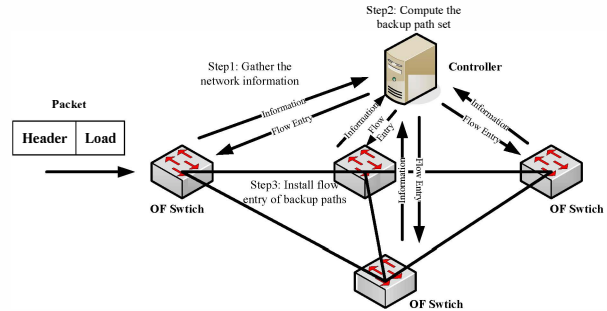 Step2: Compute the
backup path set
Step1: Gather the
network information
Controller
Packet
Header Load
Information
Flow Entry
Information
Flow
Entry
Information
Flow Entry
Information
Flow Entry
Step3: Install flow
entry of backup paths
OF Swtich
OF Swtich
OF Swtich